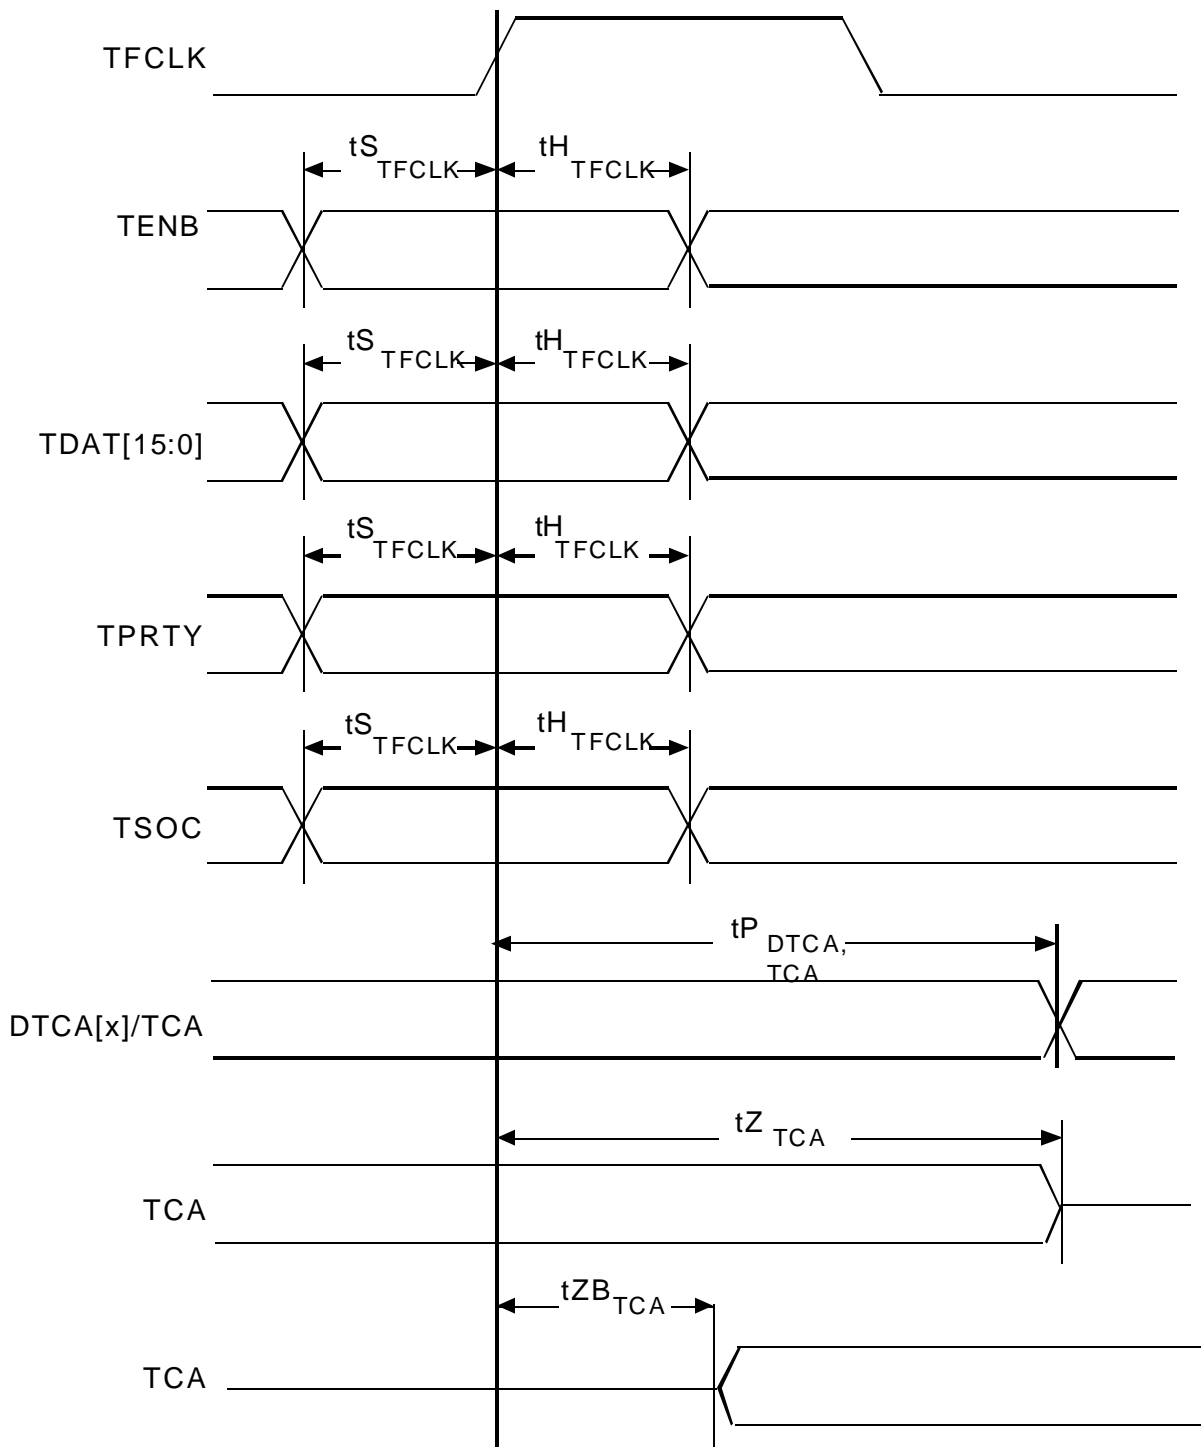 TFCLK
tS TFCLK tH TFCLK
TENB
tS TFCLK tH TFCLK
TDAT[15:0]
tS TFCLK tH TFCLK
TPRTY
tS TFCLK tH TFCLK
TSOC
tP DTCA,
TCA
DTCA[x]/TCA
tZ TCA
TCA
tZB TCA
TCA